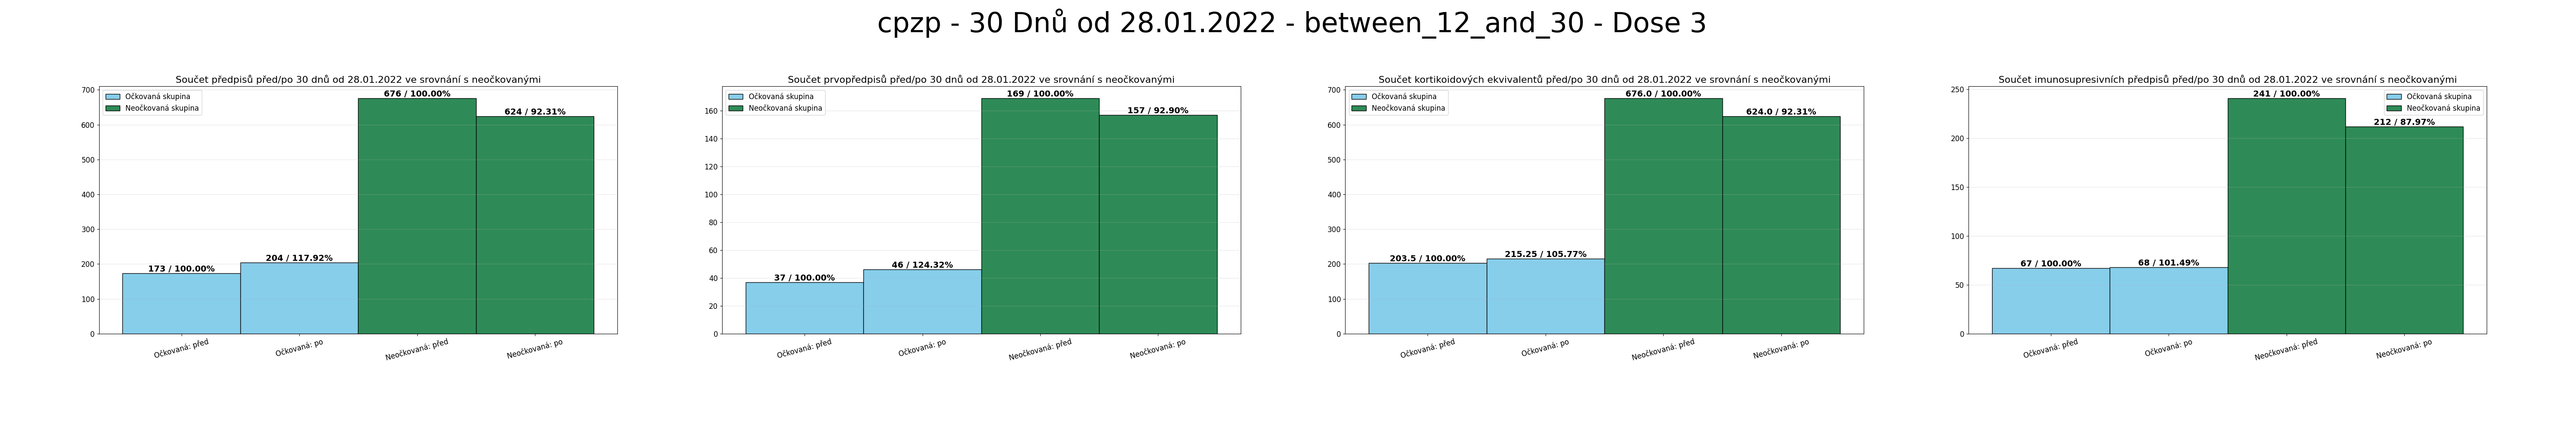 cpzp - 30 Dnů od 28.01.2022 - between_12_and_30 - Dose 3
Součet předpisů před/po 30 dnů od 28.01.2022 ve srovnání s neočkovanými
Očkovaná skupina
Neočkovaná skupina
700
600
500
400
300
200
100
0
173 / 100.00%
204 / 117.92%
676 / 100.00%
624 / 92.31%
Očkovaná: před
Očkovaná: po
Neočkovaná: před
Neočkovaná: po
Součet prvopředpisů před/po 30 dnů od 28.01.2022 ve srovnání s neočkovanými
Očkovaná skupina
Neočkovaná skupina
160
140
120
100
80
60
40
20
0
37 / 100.00%
46 / 124.32%
169 / 100.00%
157 / 92.90%
Očkovaná: před
Očkovaná: po
Neočkovaná: před
Neočkovaná: po
Součet kortikoidových ekvivalentů před/po 30 dnů od 28.01.2022 ve srovnání s neočkovanými
Očkovaná skupina
Neočkovaná skupina
700
600
500
400
300
200
100
0
203.5 / 100.00%
215.25 / 105.77%
676.0 / 100.00%
624.0 / 92.31%
Očkovaná: před
Očkovaná: po
Neočkovaná: před
Neočkovaná: po
Součet imunosupresivních předpisů před/po 30 dnů od 28.01.2022 ve srovnání s neočkovanými
Očkovaná skupina
Neočkovaná skupina
250
200
150
100
50
0
67 / 100.00%
68 / 101.49%
241 / 100.00%
212 / 87.97%
Očkovaná: před
Očkovaná: po
Neočkovaná: před
Neočkovaná: po